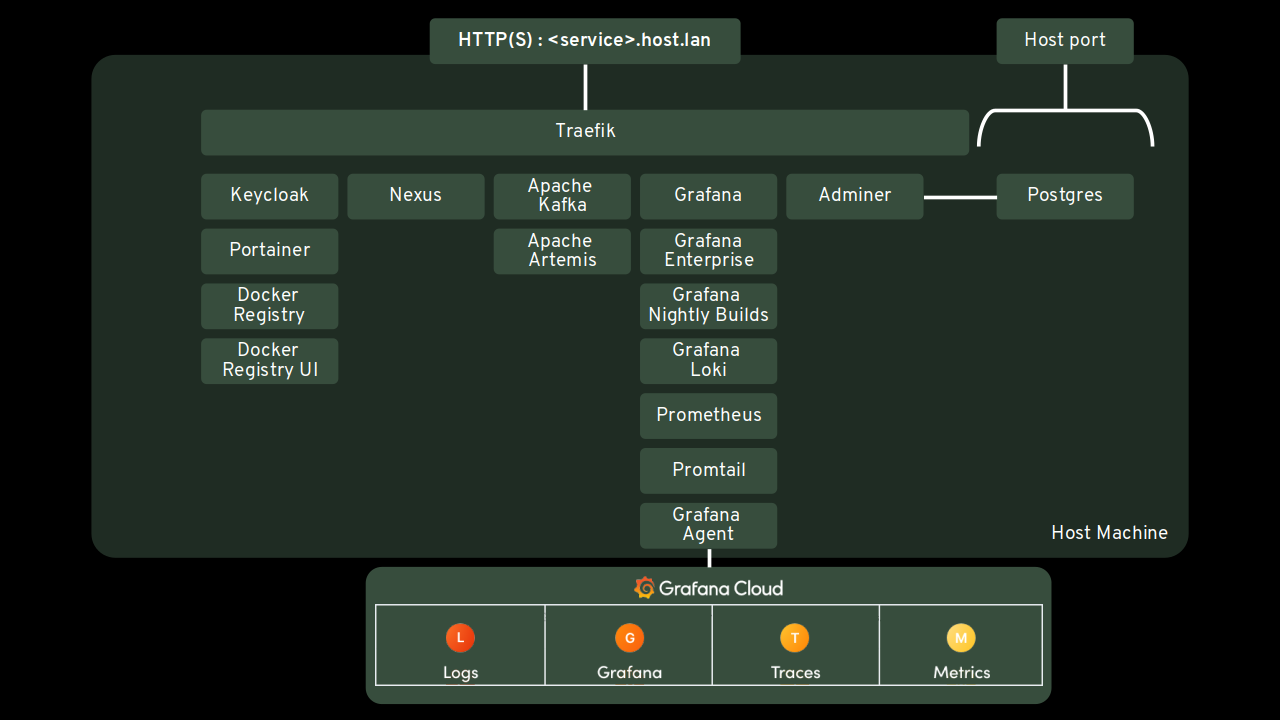 HTTP(S) : <service>.host.lan
Host port
Traefik
Keycloak
Nexus
Apache
Kafka
Grafana
Adminer
Postgres
Portainer
Apache
Artemis
Grafana
Enterprise
Docker
Registry
Grafana
Nightly Builds
Docker
Registry UI
Grafana
Loki
Prometheus
Promtail
Grafana
Agent
Host Machine
Grafana Cloud
L
G
T
M
Logs
Grafana
Traces
Metrics